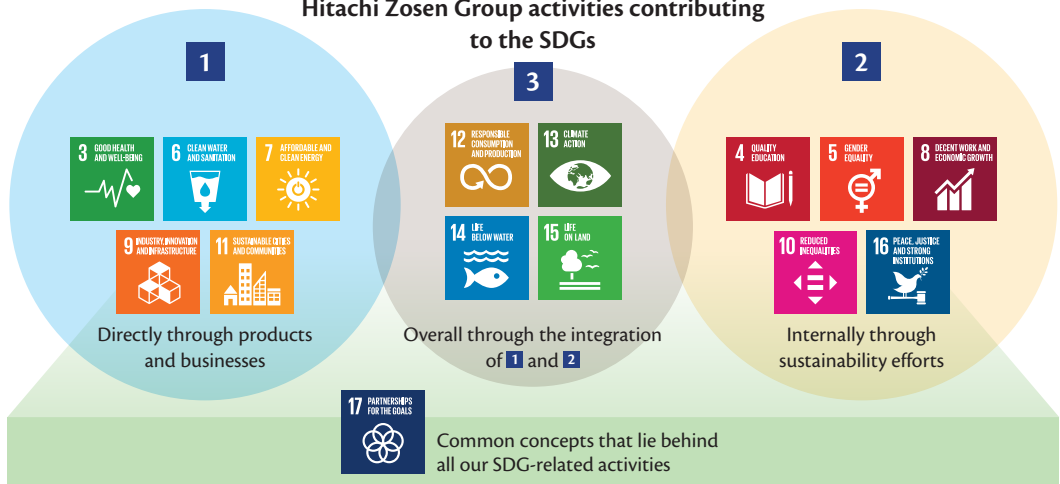 Hitachi Zosen Group activities contributing
to the SDGs
1
3 GOOD HEALTH
AND WELL-BEING
6 CLEAN WATER
AND SANITATION
7 AFFORDABLE AND
CLEAN ENERGY
9 INDUSTRY, INNOVATION
AND INFRASTRUCTURE
11 SUSTAINABLE CITIES
AND COMMUNITIES
Directly through products
and businesses
3
12 RESPONSIBLE
CONSUMPTION
AND PRODUCTION
13 CLIMATE
ACTION
14 LIFE
BELOW WATER
15 LIFE
ON LAND
Overall through the integration
of 1 and 2
2
4 QUALITY
EDUCATION
5 GENDER
EQUALITY
8 DECENT WORK AND
ECONOMIC GROWTH
10 REDUCED
INEQUALITIES
16 PEACE, JUSTICE
AND STRONG
INSTITUTIONS
Internally through
sustainability efforts
17 PARTNERSHIPS
FOR THE GOALS
Common concepts that lie behind
all our SDG-related activities